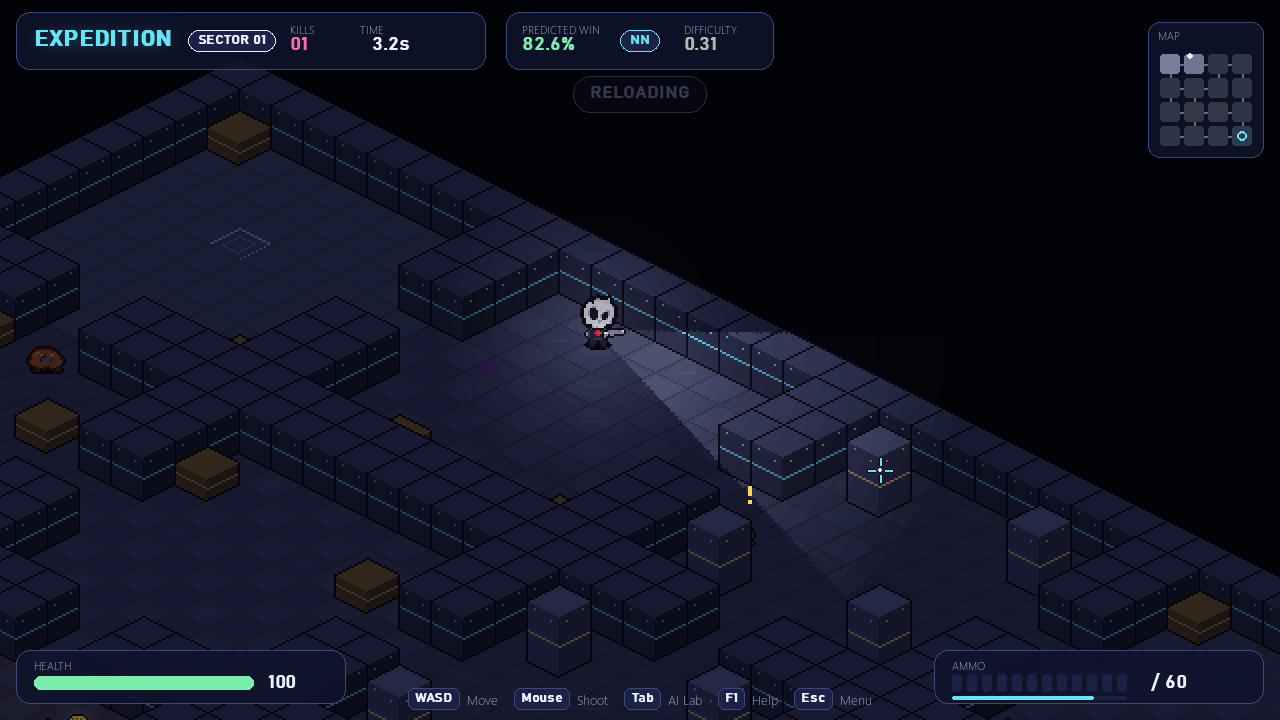 EXPEDITION
SECTOR 01
KILLS
01
TIME
3.2s
PREDICTED WIN
82.6%
NN
DIFFICULTY
0.31
MAP
RELOADING
!
HEALTH
100
WASD Move Mouse Shoot Tab AI Lab F1 Help Esc Menu
AMMO
/ 60